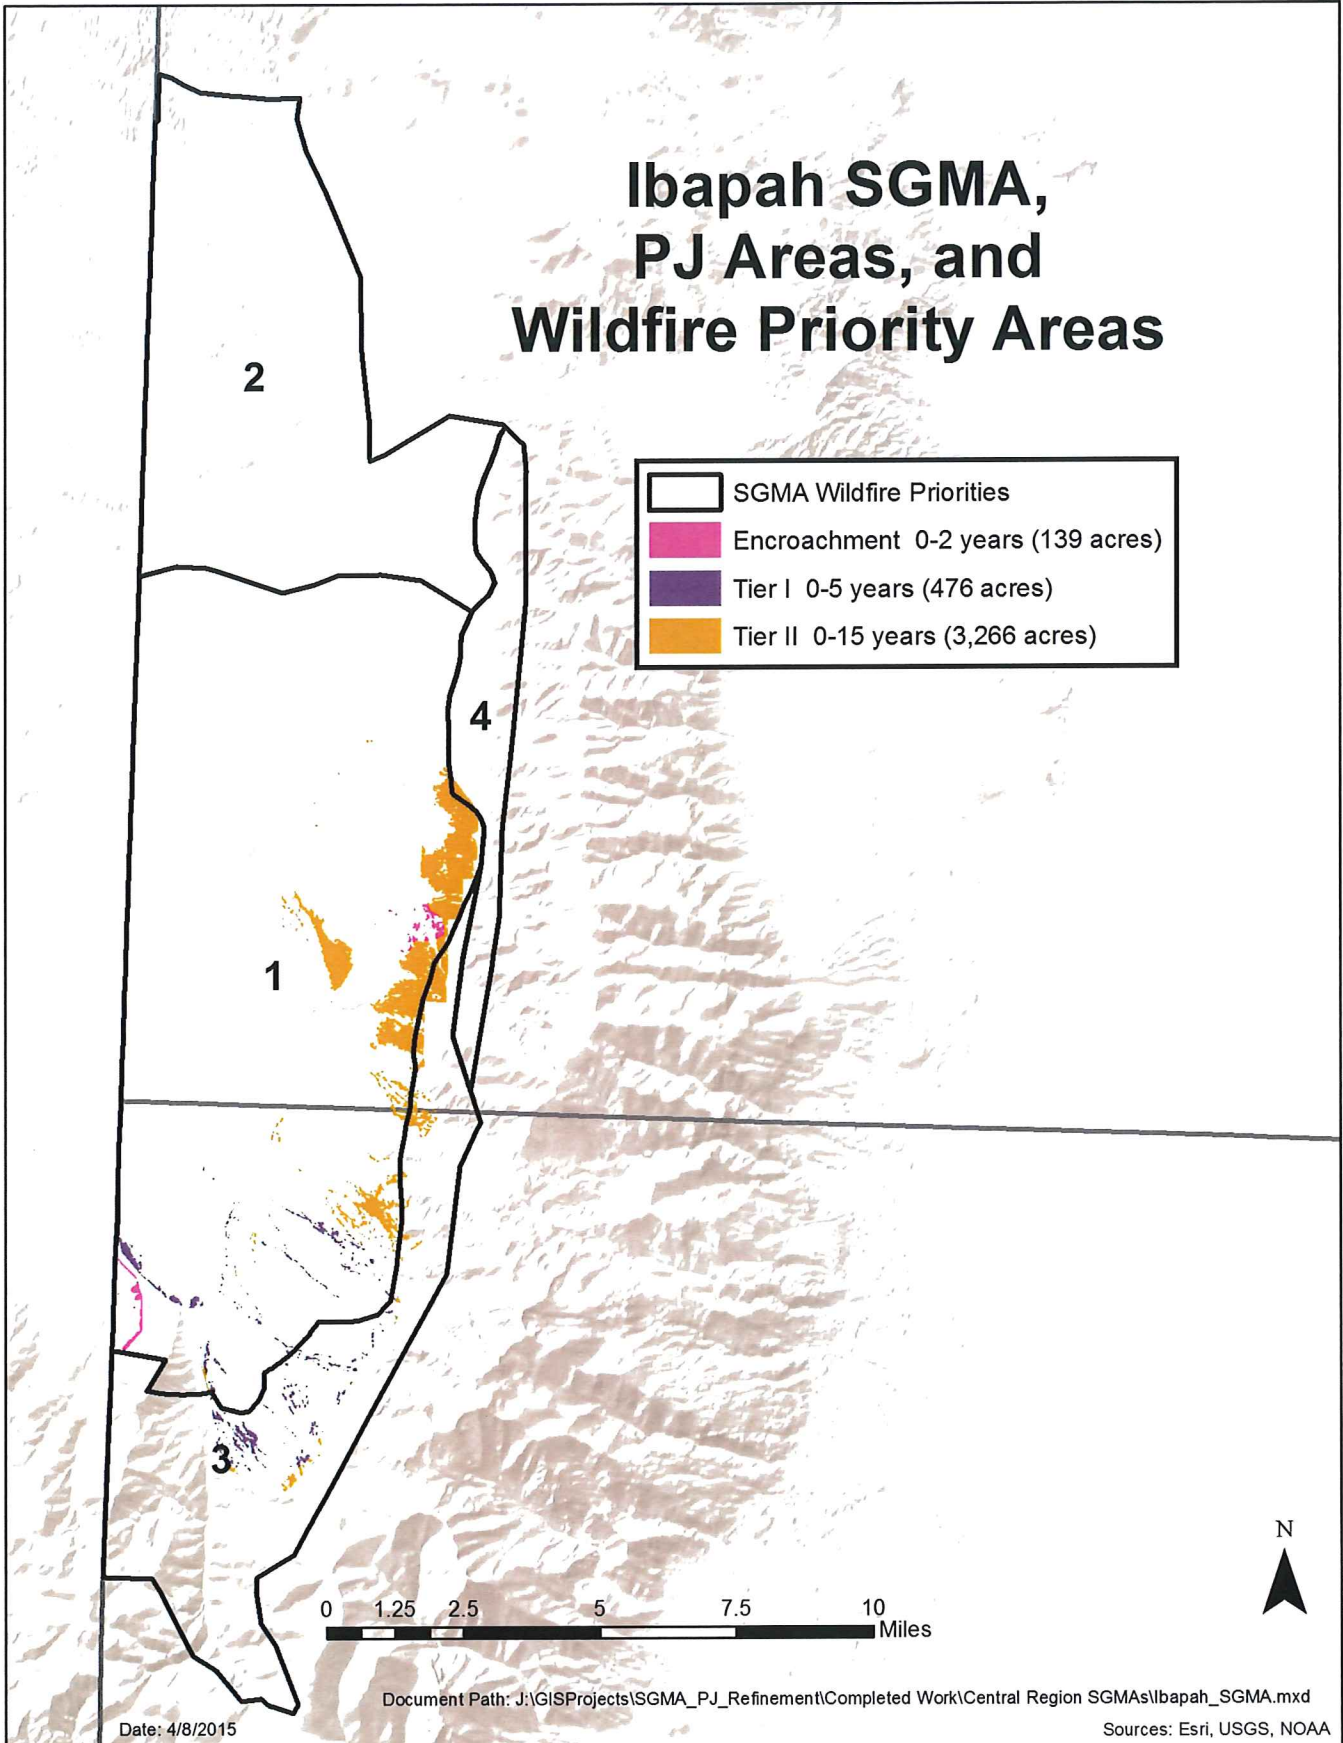 Ibapah SGMA,
PJ Areas, and
Wildfire Priority Areas
2
SGMA Wildfire Priorities
Encroachment 0-2 years (139 acres)
Tier I 0-5 years (476 acres)
Tier II 0-15 years (3,266 acres)
4
1
3
N
0 1.25 2.5 5 7.5 10
Miles
Document Path: J:\GISProjects\SGMA_PJ_Refinement\Completed Work\Central Region SGMAs\Ibapah_SGMA.mxd
Date: 4/8/2015
Sources: Esri, USGS, NOAA